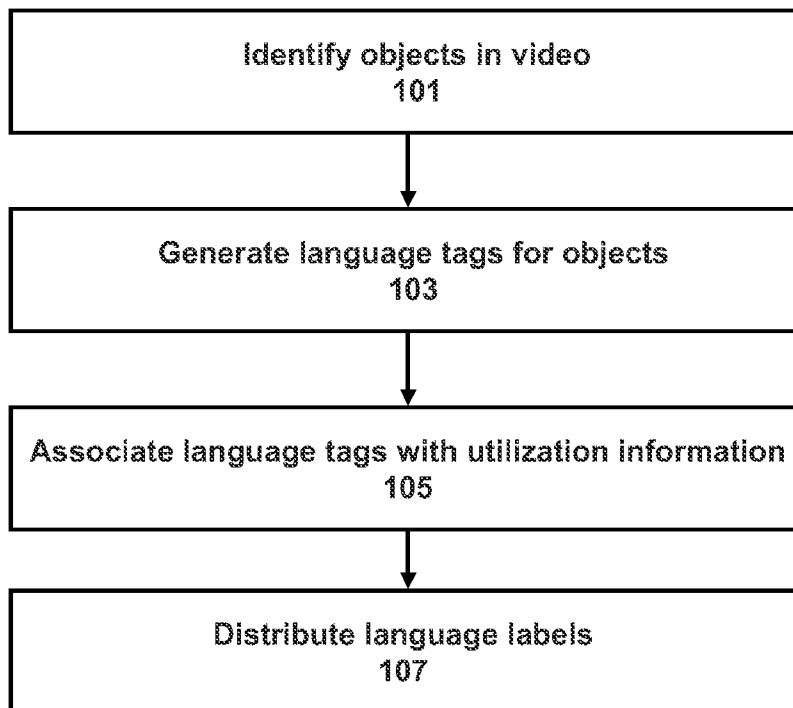 Identify objects in video
101
Generate language tags for objects
103
Associate language tags with utilization information
105
Distribute language labels
107